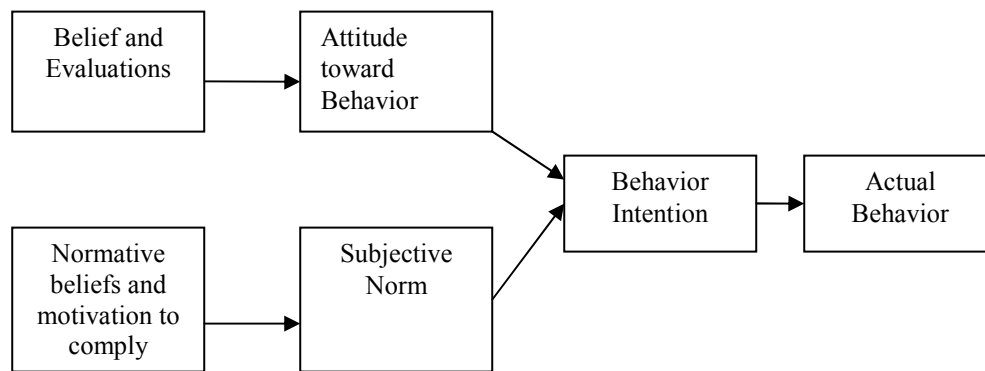 Belief and
Evaluations
Attitude
toward
Behavior
Behavior
Intention
Actual
Behavior
Normative
beliefs and
motivation to
comply
Subjective
Norm